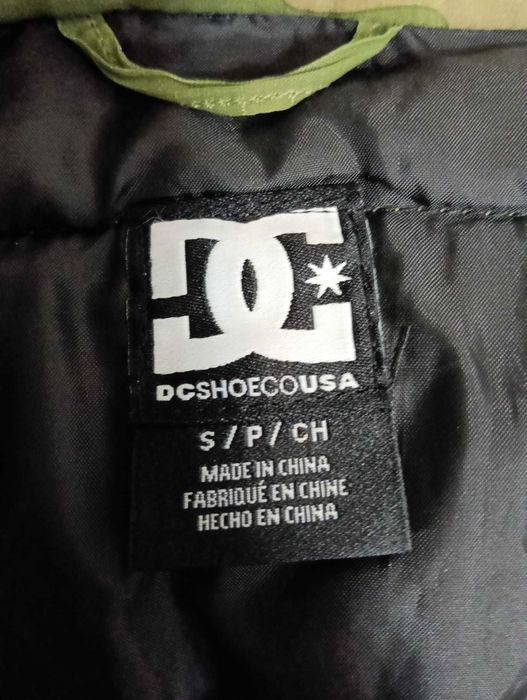 DC
DCSHOECOUSA
S / P / CH
MADE IN CHINA
FABRIQUÉ EN CHINE
HECHO EN CHINA